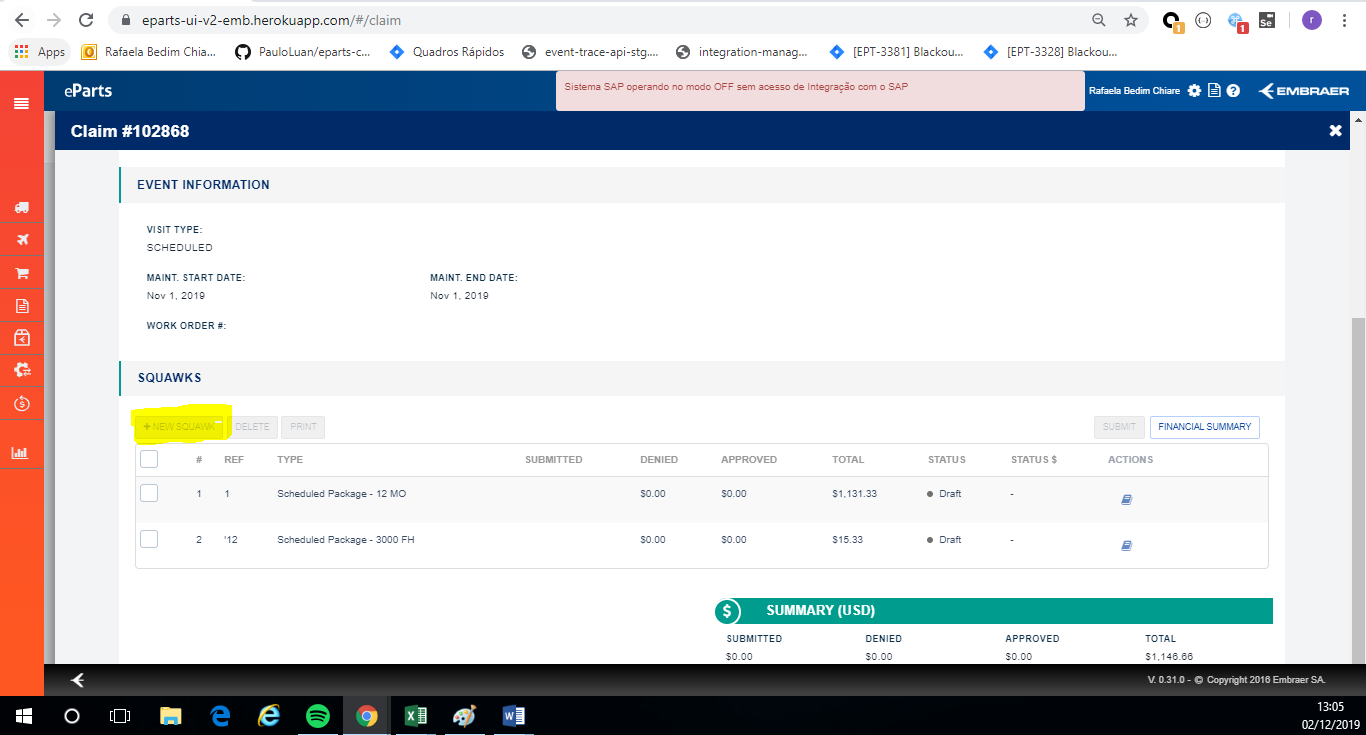 eparts-ui-v2-emb.herokuapp.com/#/claim
1
1
Se
r
Apps
Rafaela Bedim Chia...
PauloLuan/eparts-c...
Quadros Rápidos
event-trace-api-stg....
integration-manag...
[EPT-3381] Blackou...
[EPT-3328] Blackou...
eParts
Sistema SAP operando no modo OFF sem acesso de Integração com o SAP
Rafaela Bedim Chiare
EMBRAER
Claim #102868
EVENT INFORMATION
VISIT TYPE:
SCHEDULED
MAINT. START DATE: MAINT. END DATE:
Nov 1, 2019 Nov 1, 2019
WORK ORDER #:
SQUAWKS
+ NEW SQUAWK DELETE PRINT SUBMIT FINANCIAL SUMMARY
# REF TYPE SUBMITTED DENIED APPROVED TOTAL STATUS STATUS $ ACTIONS
1 1 Scheduled Package - 12 MO $0.00 $0.00 $1,131.33 Draft -
2 '12 Scheduled Package - 3000 FH $0.00 $0.00 $15.33 Draft -
$ SUMMARY (USD)
SUBMITTED DENIED APPROVED TOTAL
$0.00 $0.00 $0.00 $1,146.66
V. 0.31.0 - © Copyright 2016 Embraer SA.
13:05
02/12/2019